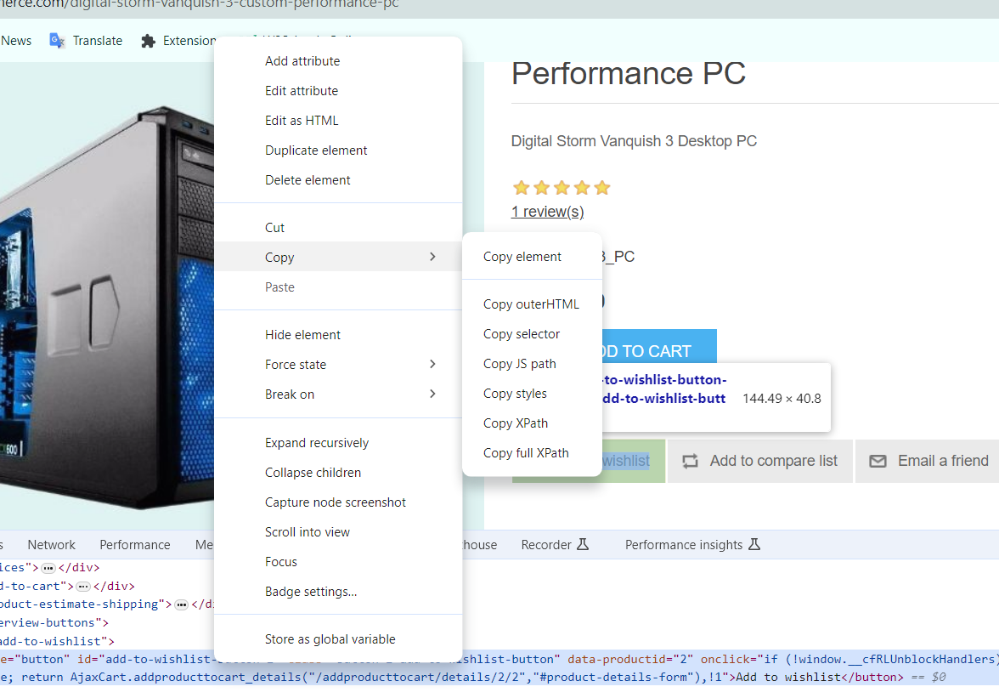 nerce.com/digital-storm-vanquish-3-custom-performance-pc
News
Translate
Extension
Performance PC
Digital Storm Vanquish 3 Desktop PC
1 review(s)
3_PC
DD TO CART
-to-wishlist-button-
dd-to-wishlist-butt
144.49 × 40.8
wishlist
Add to compare list
Email a friend
600
Add attribute
Edit attribute
Edit as HTML
Duplicate element
Delete element
Cut
Copy
Paste
Hide element
Force state
Break on
Expand recursively
Collapse children
Capture node screenshot
Scroll into view
Focus
Badge settings...
Store as global variable
Copy element
Copy outerHTML
Copy selector
Copy JS path
Copy styles
Copy XPath
Copy full XPath
s Network Performance Me house Recorder Performance insights
ices">…</div>
d-to-cart">…</div>
oduct-estimate-shipping">…</di
erview-buttons">
add-to-wishlist">
e="button" id="add-to-wishlist- wishlist-button" data-productid="2" onclick="if (!window.__cfRLUnblockHandlers)
e; return AjaxCart.addproducttocart_details("/addproducttocart/details/2/2","#product-details-form"),!1">Add to wishlist</button> == $0